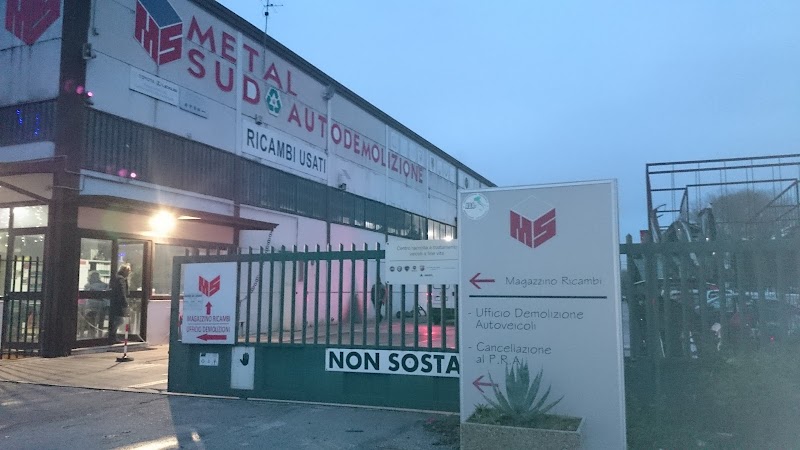 MS
METAL
SUD AUTODEMOLIZIONE
RICAMBI USATI
MS
MAGAZZINO RICAMBI
UFFICIO DEMOLIZIONI
NON SOSTA
MS
Magazzino Ricambi
- Ufficio Demolizione
Autoveicoli
- Cancellazione
al P.R.A.